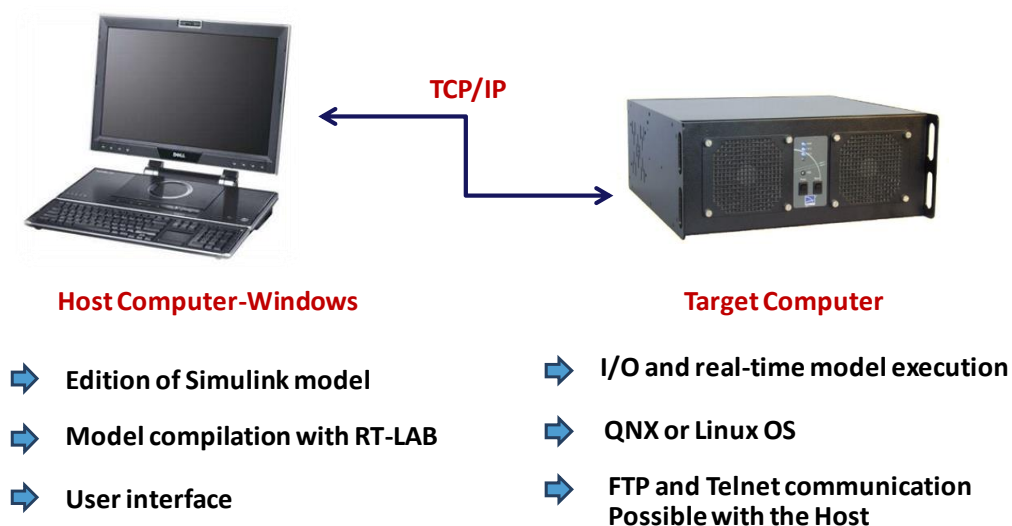 TCP/IP
DELL
Host Computer-Windows
Target Computer
Edition of Simulink model
Model compilation with RT-LAB
User interface
I/O and real-time model execution
QNX or Linux OS
FTP and Telnet communication
Possible with the Host